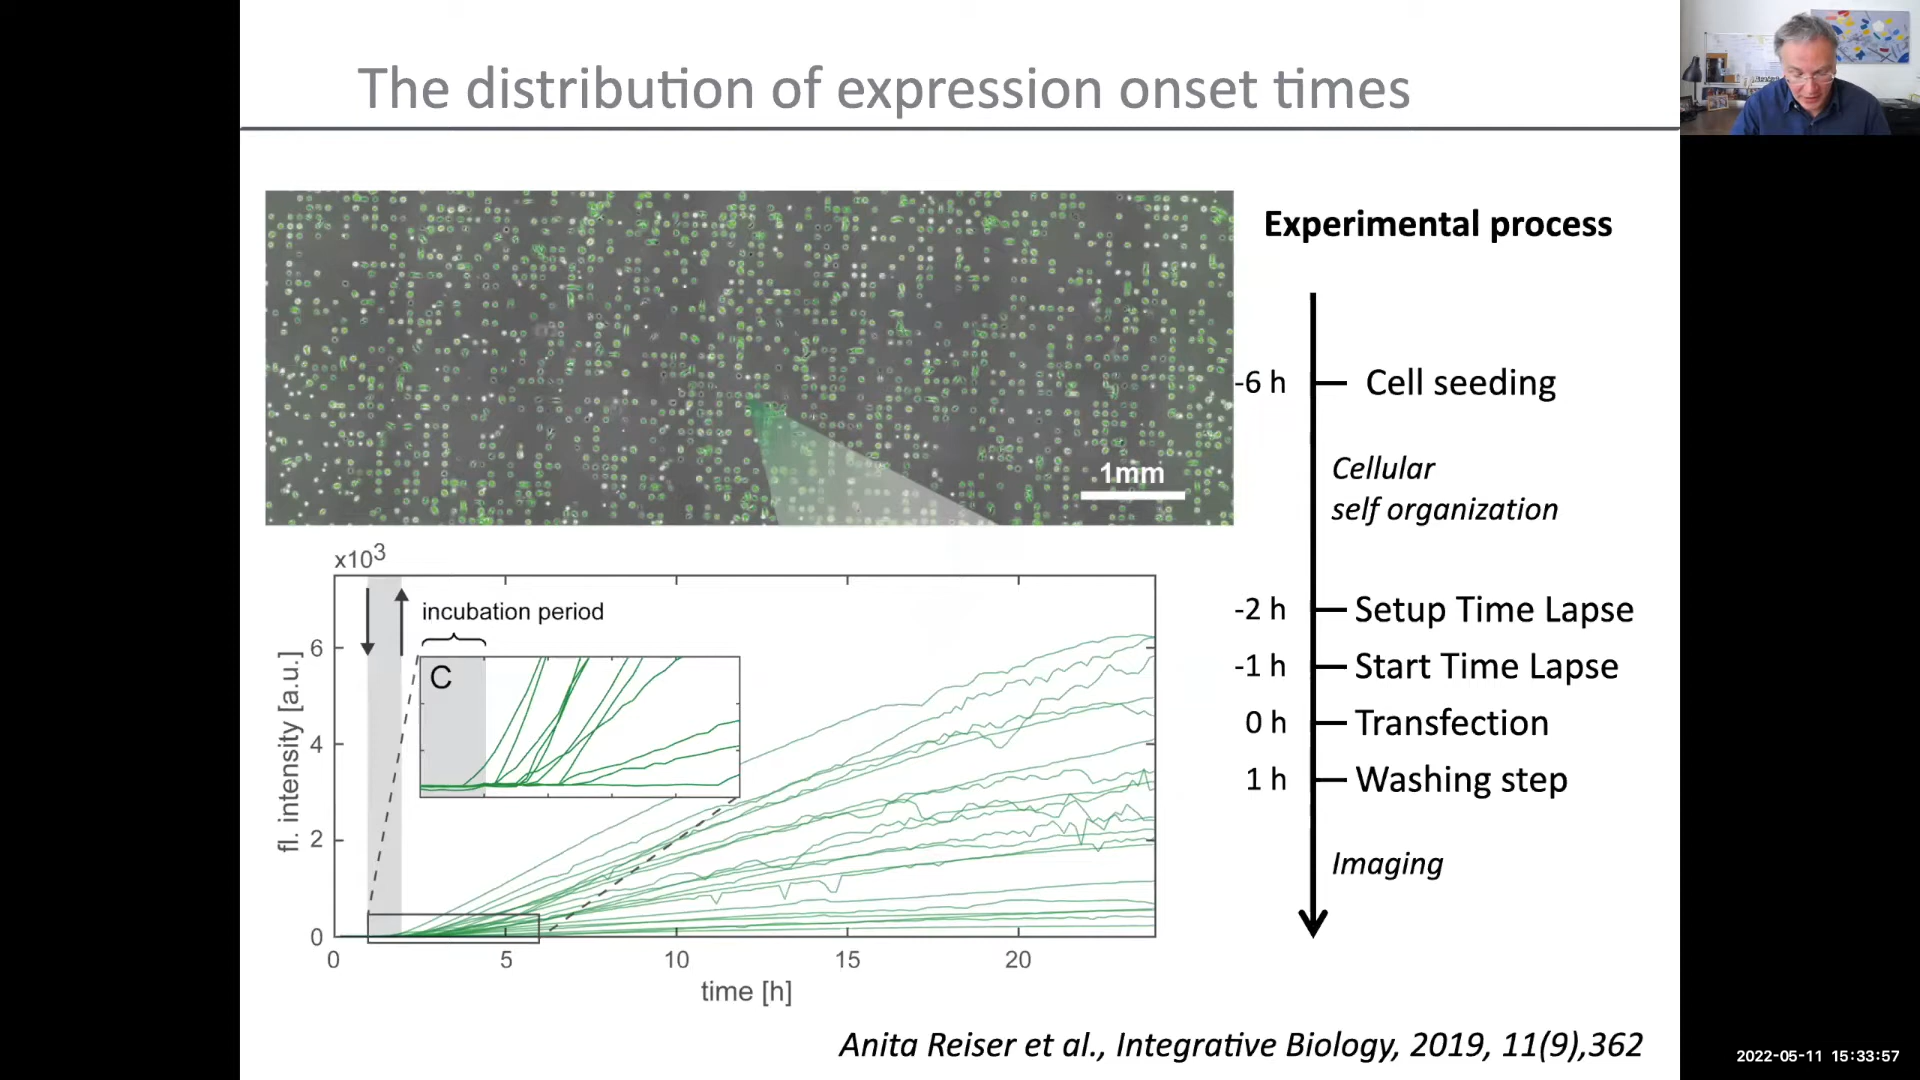 The distribution of expression onset times
1mm
x10³
6
4
2
0
fl. intensity [a.u.]
incubation period
C
0
5
10
15
20
time [h]
Experimental process
-6 h
Cell seeding
Cellular
self organization
-2 h
Setup Time Lapse
-1 h
Start Time Lapse
0 h
Transfection
1 h
Washing step
Imaging
Anita Reiser et al., Integrative Biology, 2019, 11(9),362
2022-05-11 15:33:57